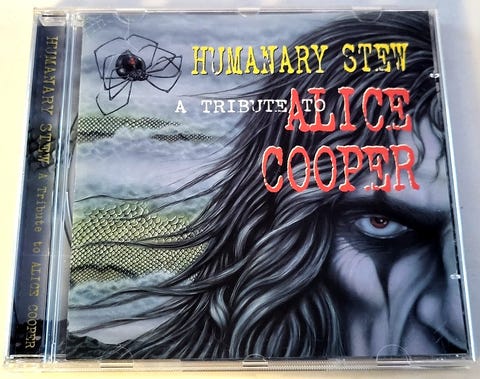 HUMANARY STEW
A TRIBUTE TO
ALICE
COOPER
HUMANARY STEW A Tribute to ALICE COOPER